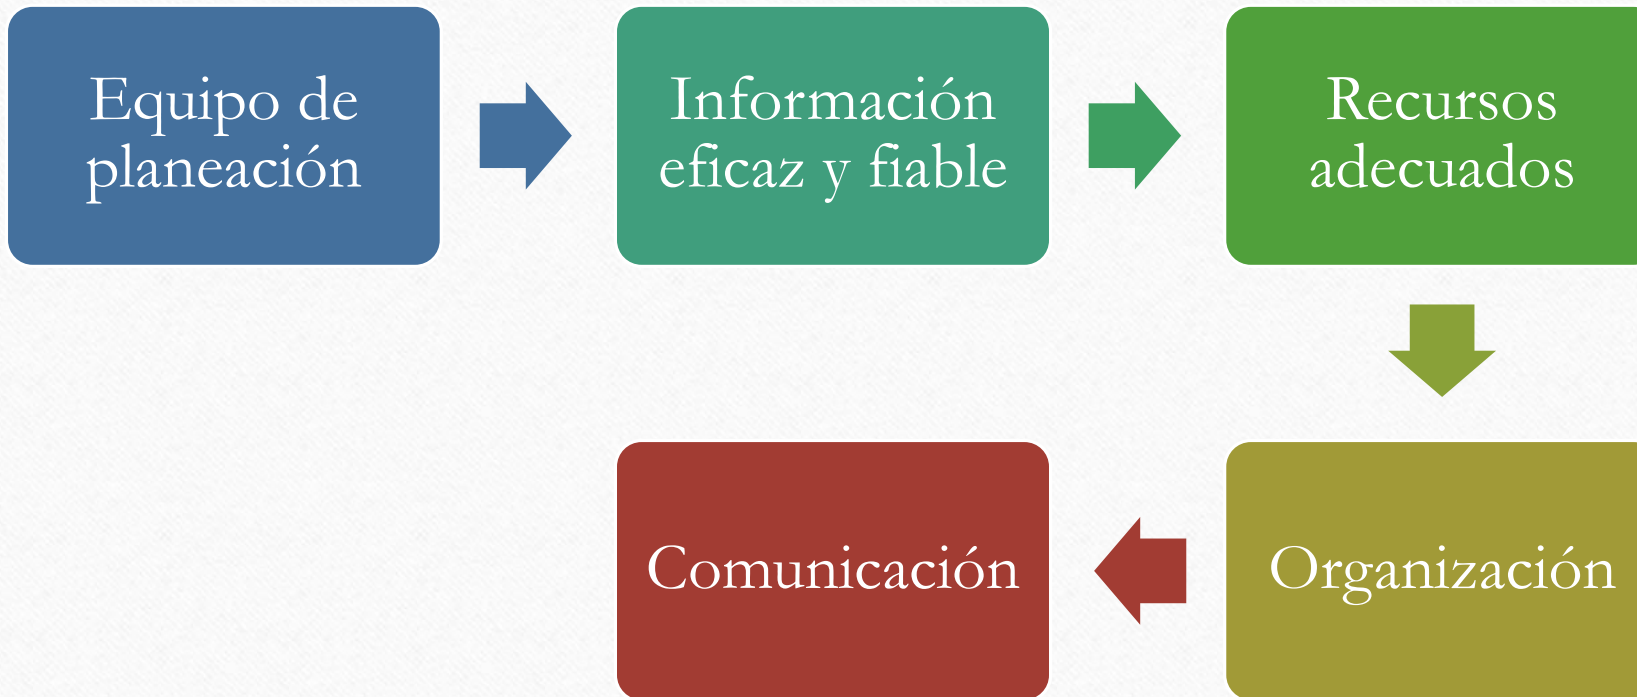 Equipo de
planeación
Información
eficaz y fiable
Recursos
adecuados
Organización
Comunicación